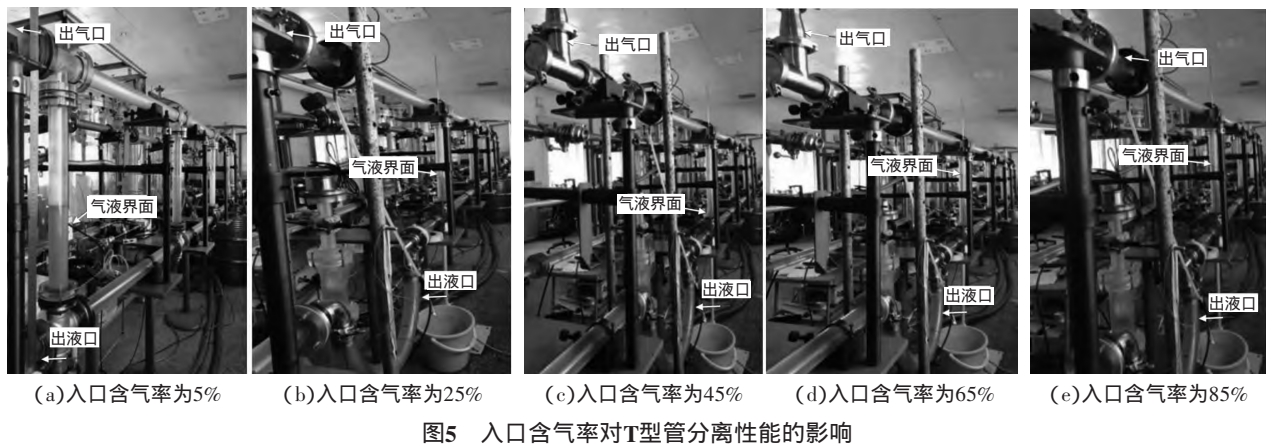 出气口
气液界面
出液口
出气口
气液界面
出液口
出气口
气液界面
出液口
出气口
气液界面
出液口
出气口
气液界面
出液口
(a)入口含气率为5%
(b)入口含气率为25%
(c)入口含气率为45%
(d)入口含气率为65%
(e)入口含气率为85%
图5 入口含气率对T型管分离性能的影响